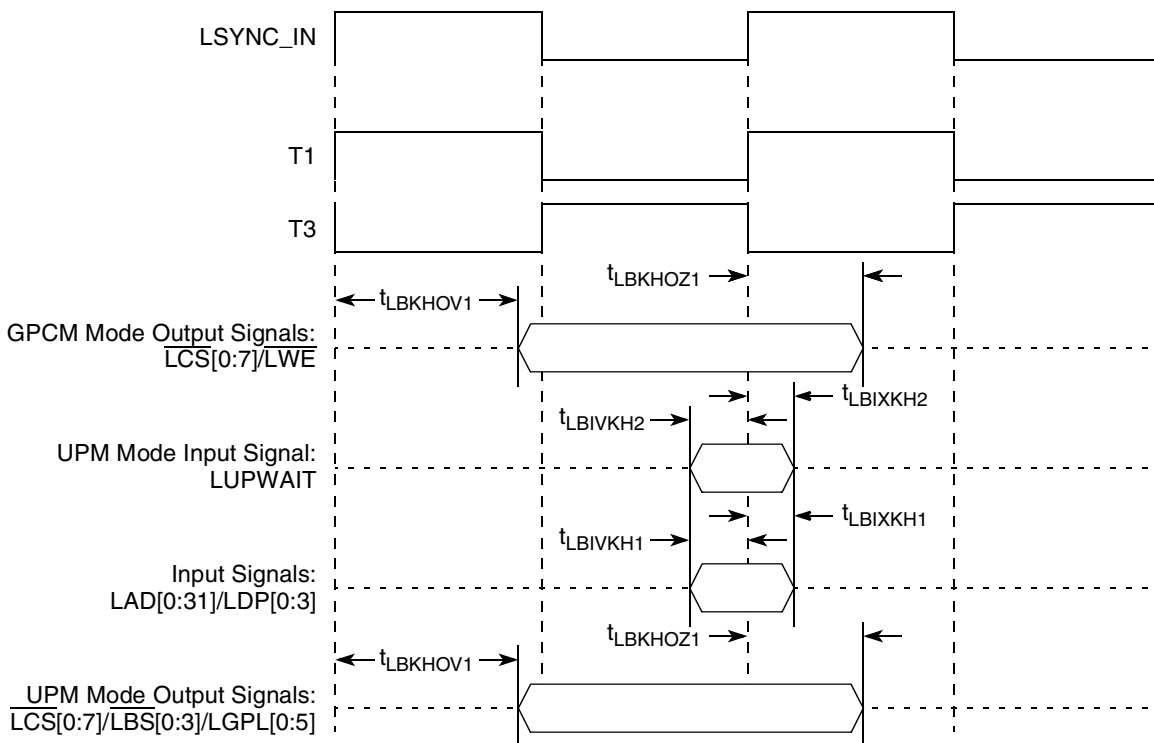 LSYNC_IN
T1
T3
tLBKHOZ1
tLBKHOV1
GPCM Mode Output Signals:
LCS[0:7]/LWE
tLBIXKH2
tLBIVKH2
UPM Mode Input Signal:
LUPWAIT
tLBIXKH1
tLBIVKH1
Input Signals:
LAD[0:31]/LDP[0:3]
tLBKHOZ1
tLBKHOV1
UPM Mode Output Signals:
LCS[0:7]/LBS[0:3]/LGPL[0:5]